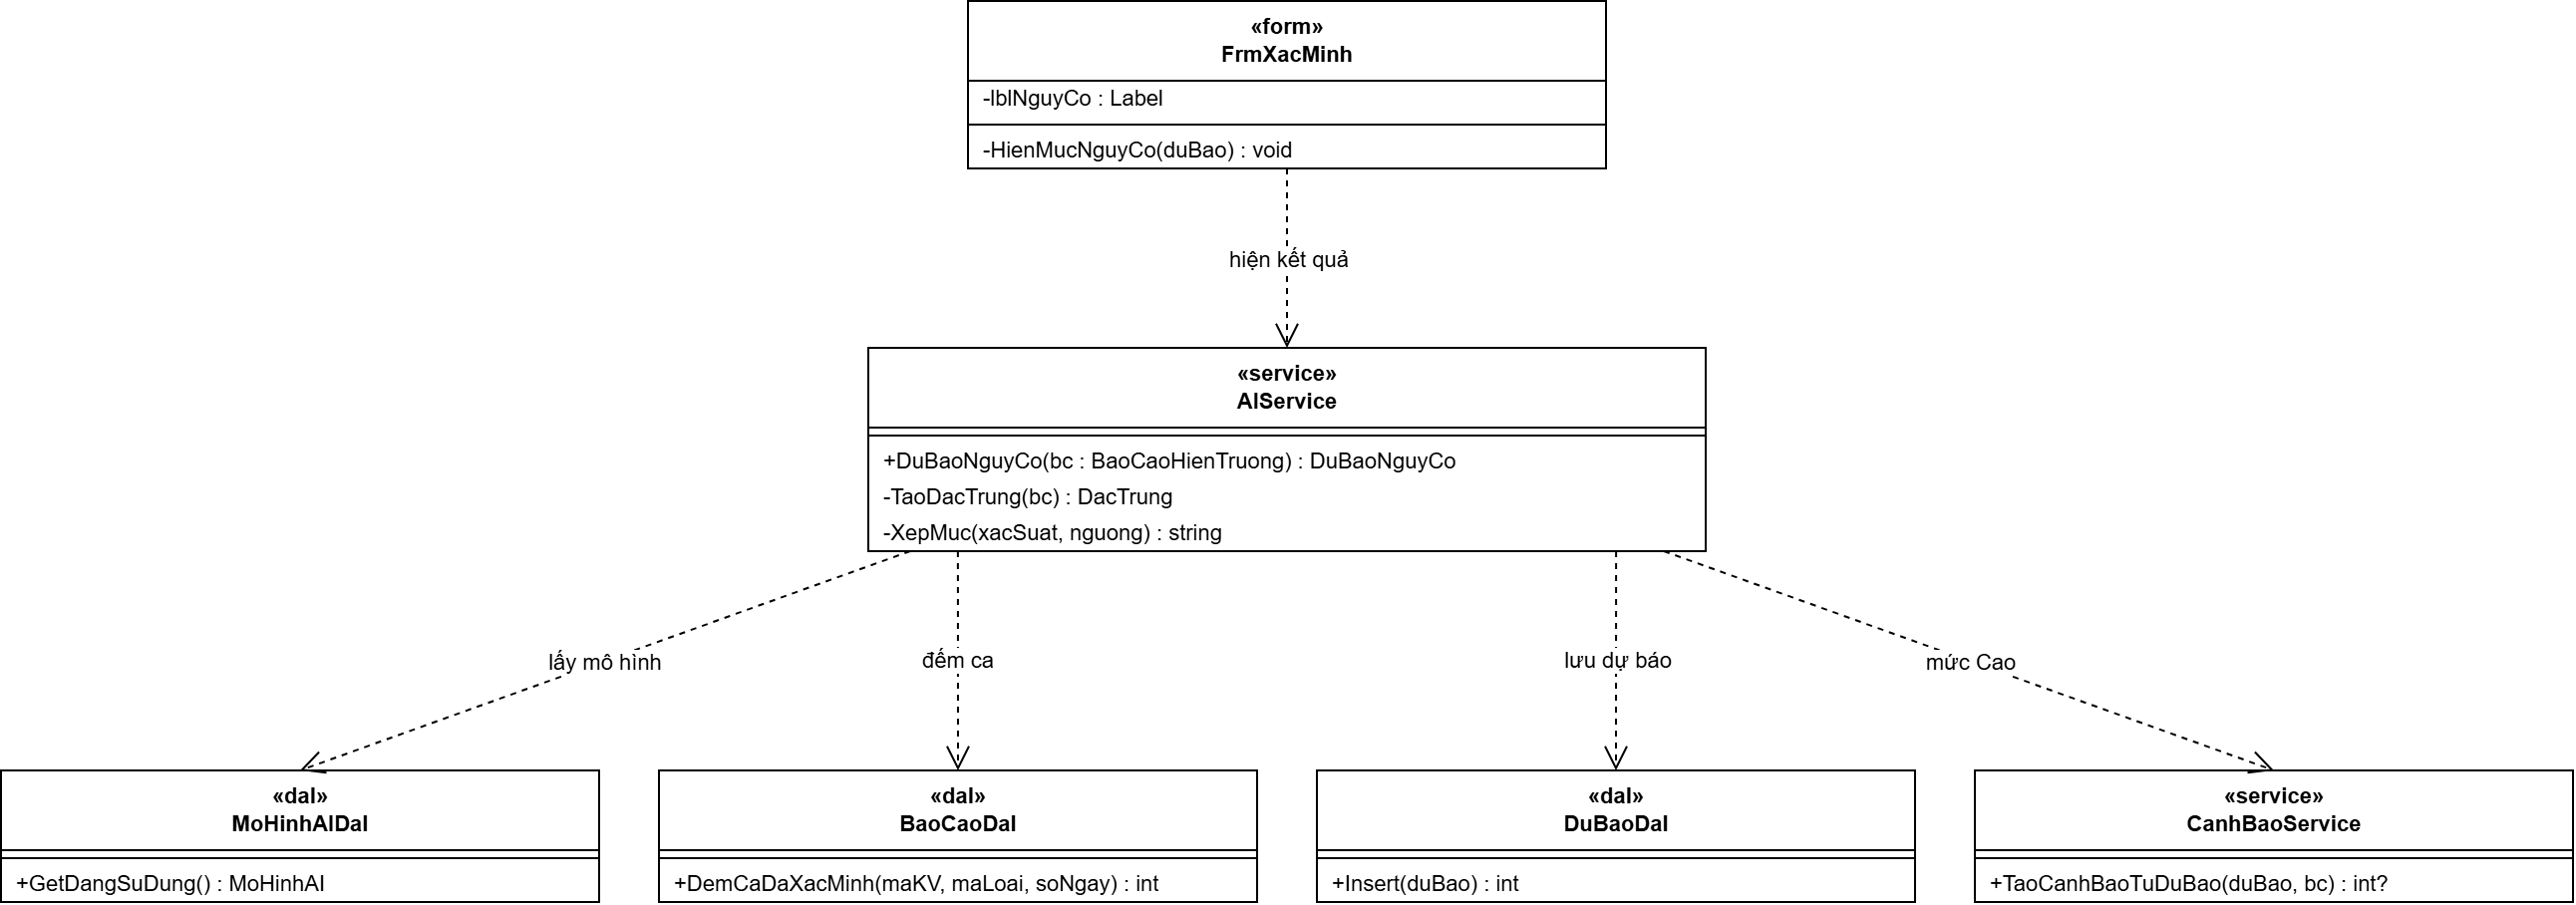 «form»
FrmXacMinh
-lblNguyCo : Label
-HienMucNguyCo(duBao) : void
hiện kết quả
«service»
AIService
+DuBaoNguyCo(bc : BaoCaoHienTruong) : DuBaoNguyCo
-TaoDacTrung(bc) : DacTrung
-XepMuc(xacSuat, nguong) : string
lấy mô hình
đếm ca
lưu dự báo
mức Cao
«dal»
MoHinhAIDal
+GetDangSuDung() : MoHinhAI
«dal»
BaoCaoDal
+DemCaDaXacMinh(maKV, maLoai, soNgay) : int
«dal»
DuBaoDal
+Insert(duBao) : int
«service»
CanhBaoService
+TaoCanhBaoTuDuBao(duBao, bc) : int?